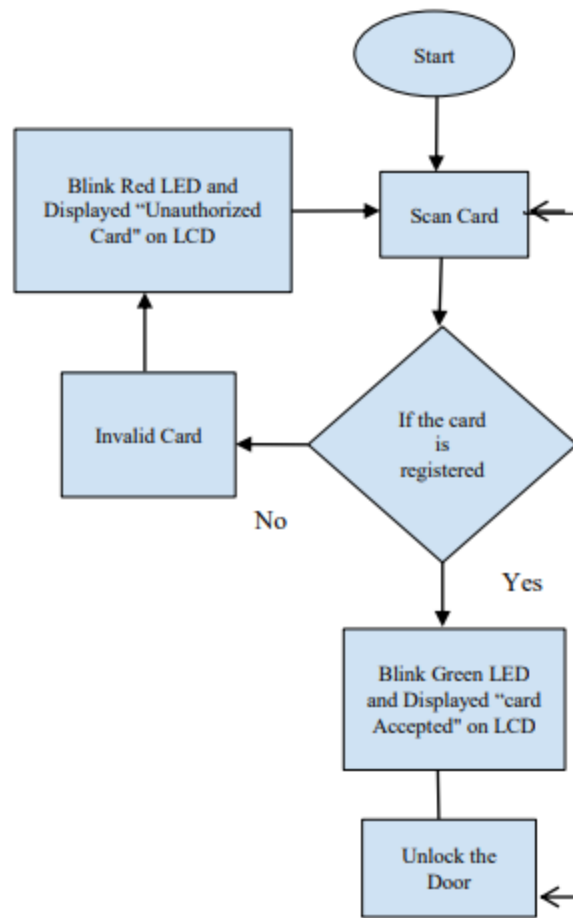 Start
Blink Red LED and
Displayed “Unauthorized
Card" on LCD
Scan Card
Invalid Card
If the card
is
registered
No
Yes
Blink Green LED
and Displayed “card
Accepted" on LCD
Unlock the
Door